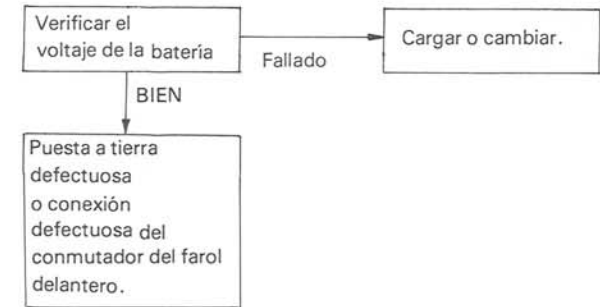 Verificar el
voltaje de la batería
Fallado
Cargar o cambiar.
BIEN
Puesta a tierra
defectuosa
o conexión
defectuosa del
conmutador del farol
delantero.